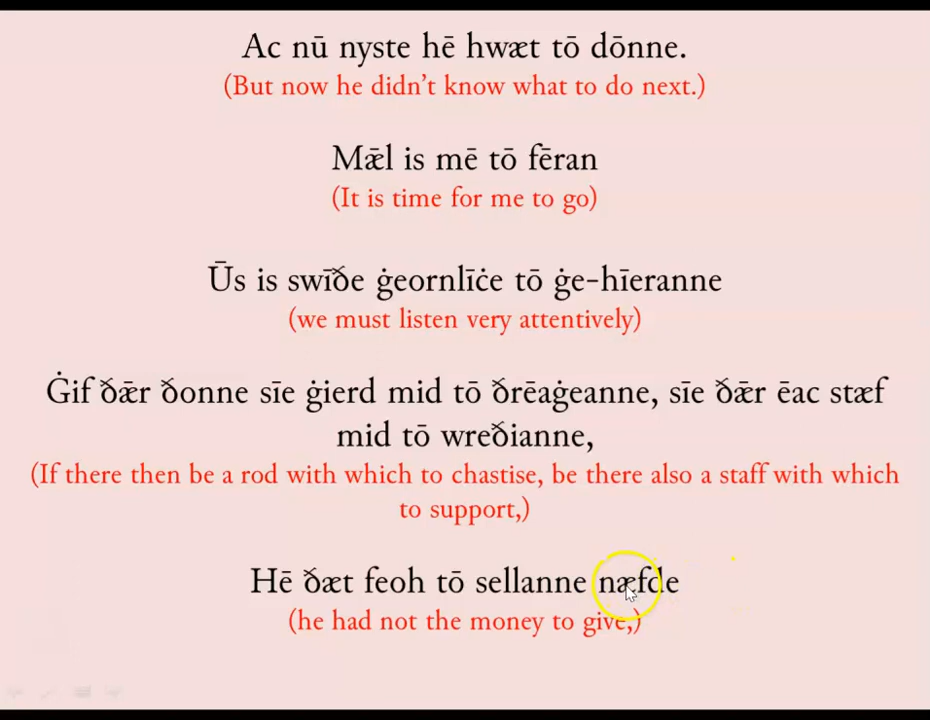 Ac nū nyste hē hwæt tō dōnne.
(But now he didn't know what to do next.)
Mǣl is mē tō fēran
(It is time for me to go)
Ūs is swīðe ġeornlīċe tō ġe-hīeranne
(we must listen very attentively)
Ġif ðǣr ðonne sīe ġierd mid tō ðrēaġeanne, sīe ðǣr ēac stæf
mid tō wreðianne,
(If there then be a rod with which to chastise, be there also a staff with which
to support,)
Hē ðæt feoh tō sellanne næfde
(he had not the money to give,)